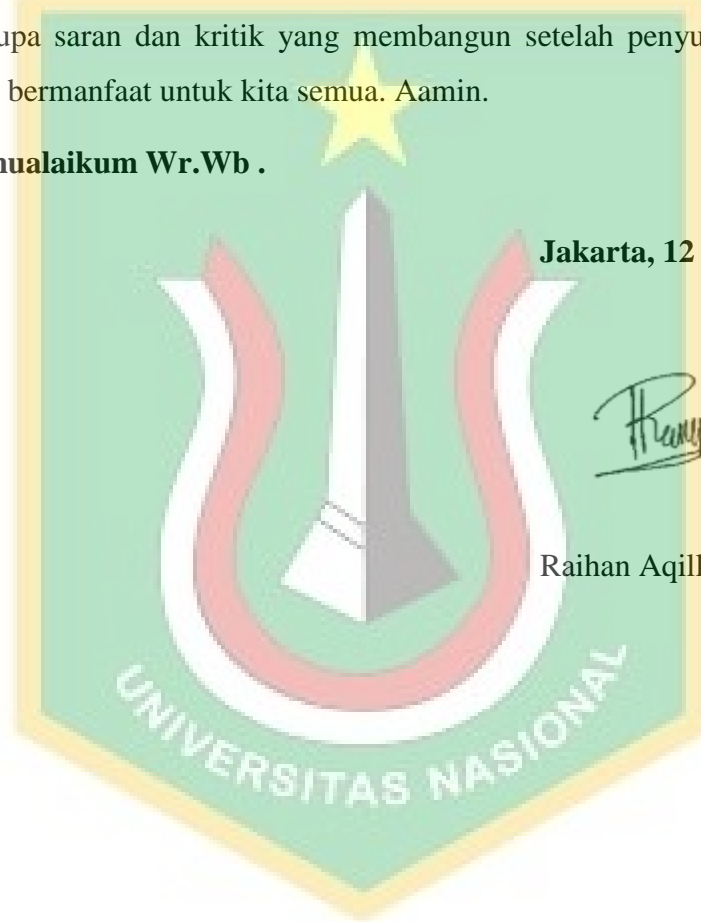 upa saran dan kritik yang membangun setelah penyu
bermanfaat untuk kita semua. Aamin.
mualaikum Wr.Wb .
Jakarta, 12
Raihan Aqill
UNIVERSITAS NASIONAL